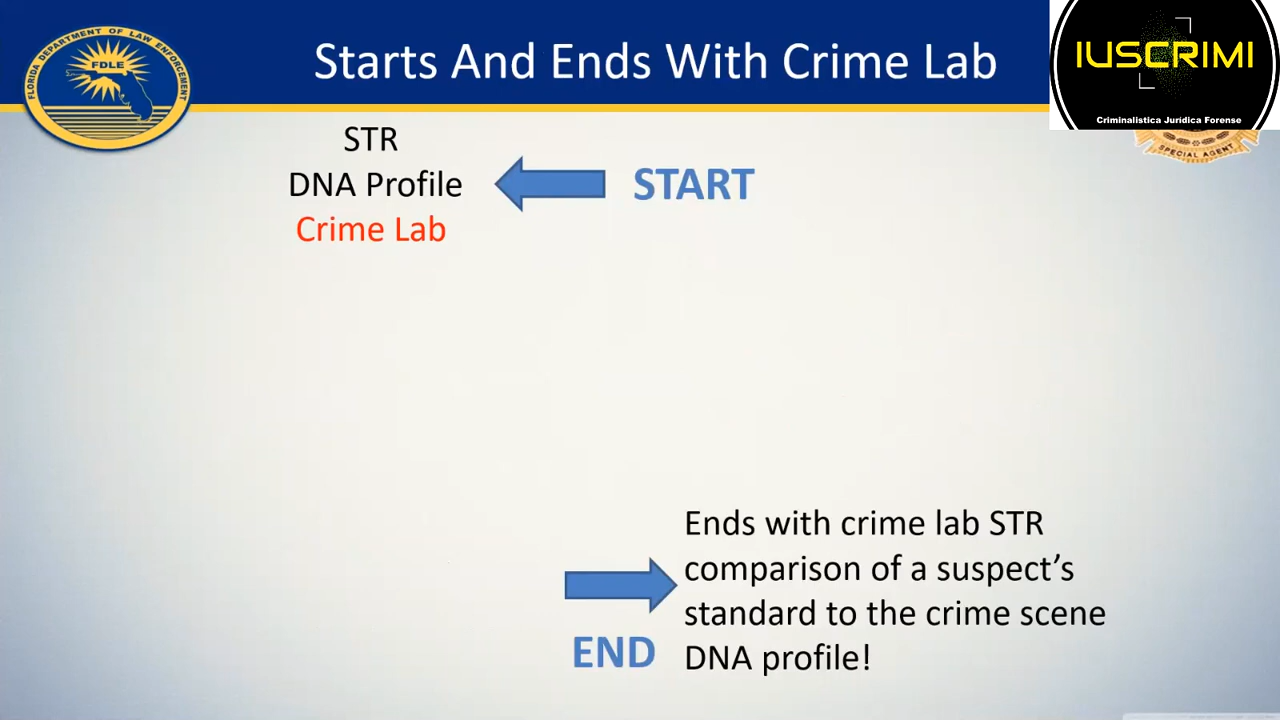 FLORIDA DEPARTMENT OF LAW ENFORCEMENT
FDLE
Starts And Ends With Crime Lab
IUSCRIMI
Criminalistica Jurídica Forense
SPECIAL AGENT
STR
DNA Profile
Crime Lab
START
Ends with crime lab STR
comparison of a suspect’s
standard to the crime scene
DNA profile!
END